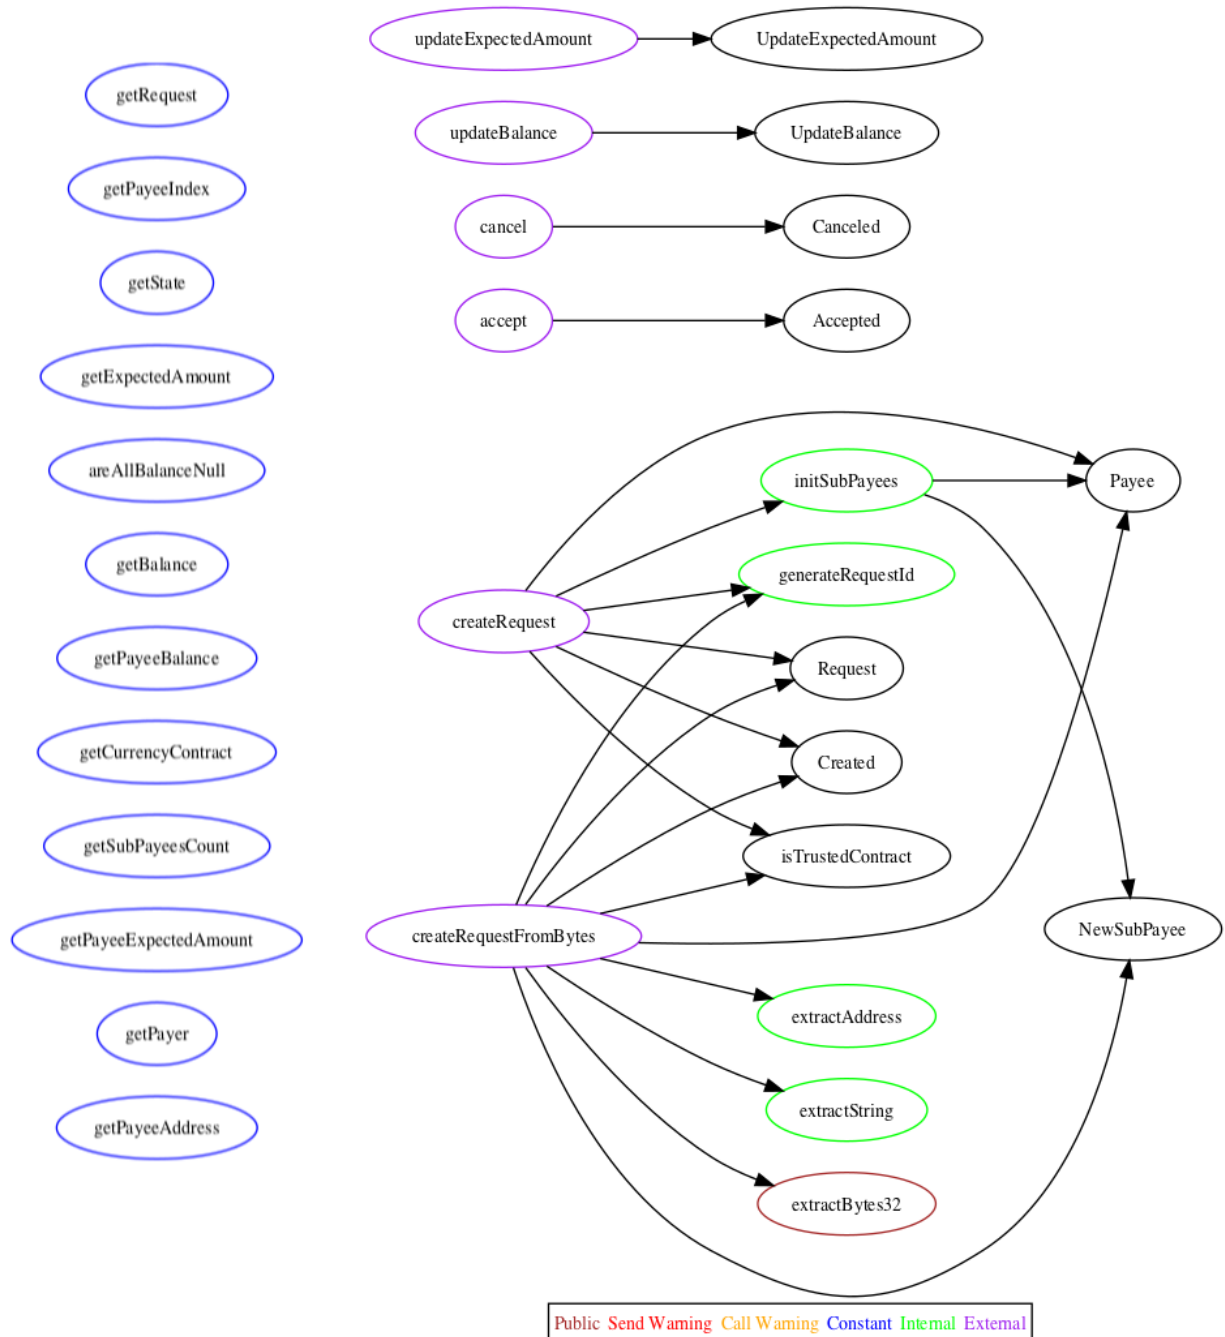 getRequest
getPayeeIndex
getState
getExpectedAmount
areAllBalanceNull
getBalance
getPayeeBalance
getCurrencyContract
getSubPayeesCount
getPayeeExpectedAmount
getPayer
getPayeeAddress
updateExpectedAmount
UpdateExpectedAmount
updateBalance
UpdateBalance
cancel
Canceled
accept
Accepted
createRequest
createRequestFromBytes
initSubPayees
generateRequestId
Request
Created
isTrustedContract
extractAddress
extractString
extractBytes32
Payee
NewSubPayee
Public Send Warning Call Warning Constant Internal External